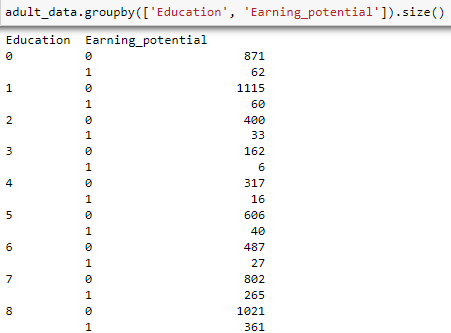 adult_data.groupby(['Education', 'Earning_potential']).size()
Education  Earning_potential
0          0                     871
           1                      62
1          0                    1115
           1                      60
2          0                     400
           1                      33
3          0                     162
           1                       6
4          0                     317
           1                      16
5          0                     606
           1                      40
6          0                     487
           1                      27
7          0                     802
           1                     265
8          0                    1021
           1                     361